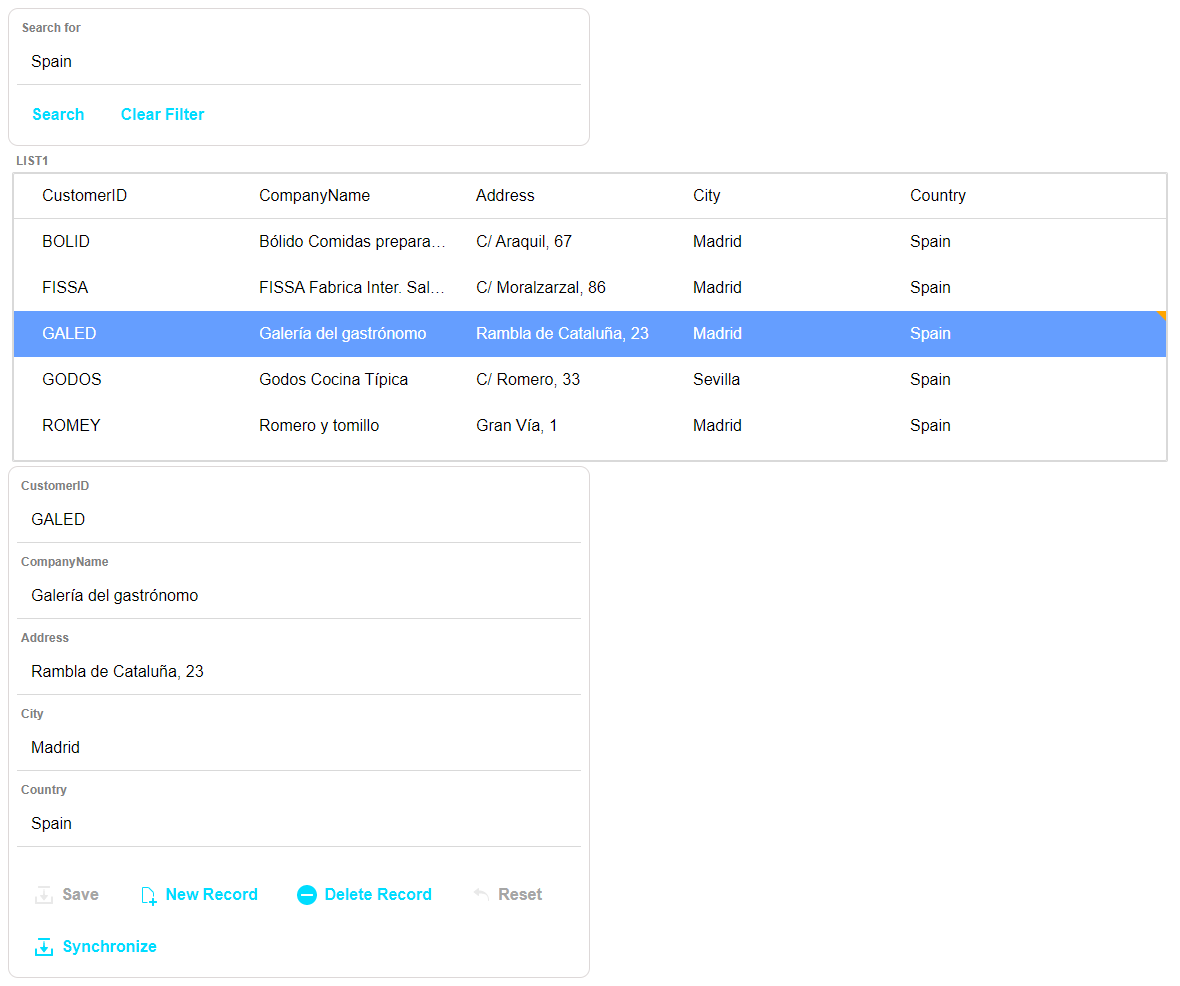 Search for
Spain
Search Clear Filter
LIST1
CustomerID CompanyName Address City Country
BOLID Bólido Comidas prepara… C/ Araquil, 67 Madrid Spain
FISSA FISSA Fabrica Inter. Sal… C/ Moralzarzal, 86 Madrid Spain
GALED Galería del gastrónomo Rambla de Cataluña, 23 Madrid Spain
GODOS Godos Cocina Típica C/ Romero, 33 Sevilla Spain
ROMEY Romero y tomillo Gran Vía, 1 Madrid Spain
CustomerID
GALED
CompanyName
Galería del gastrónomo
Address
Rambla de Cataluña, 23
City
Madrid
Country
Spain
Save New Record Delete Record Reset
Synchronize